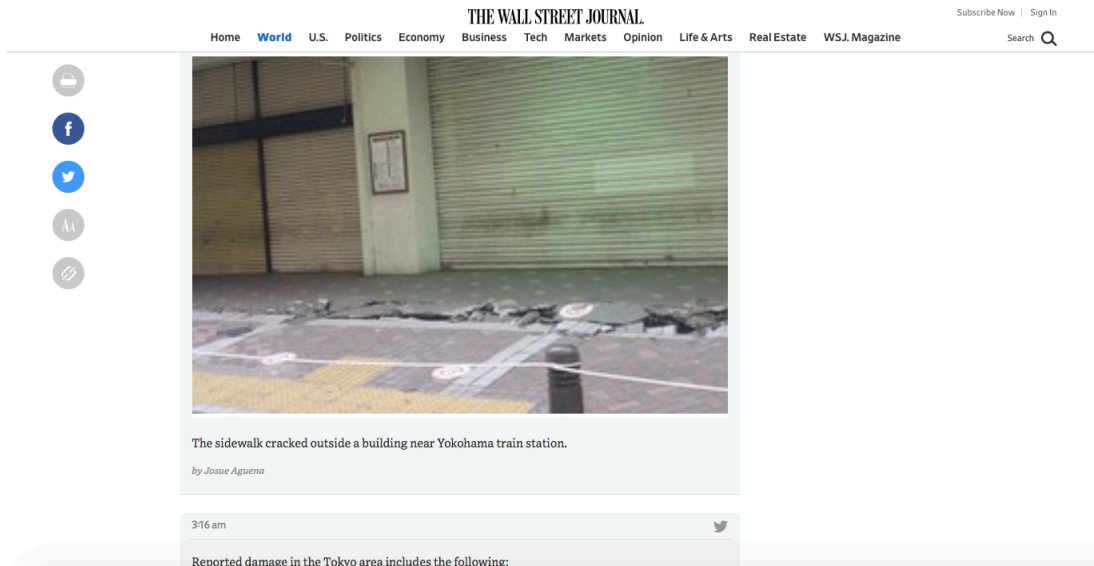 THE WALL STREET JOURNAL.
Subscribe Now | Sign In
Home World U.S. Politics Economy Business Tech Markets Opinion Life & Arts Real Estate WSJ. Magazine
Search
f
AA
The sidewalk cracked outside a building near Yokohama train station.
by Josue Aguena
3:16 am
Reported damage in the Tokyo area includes the following: